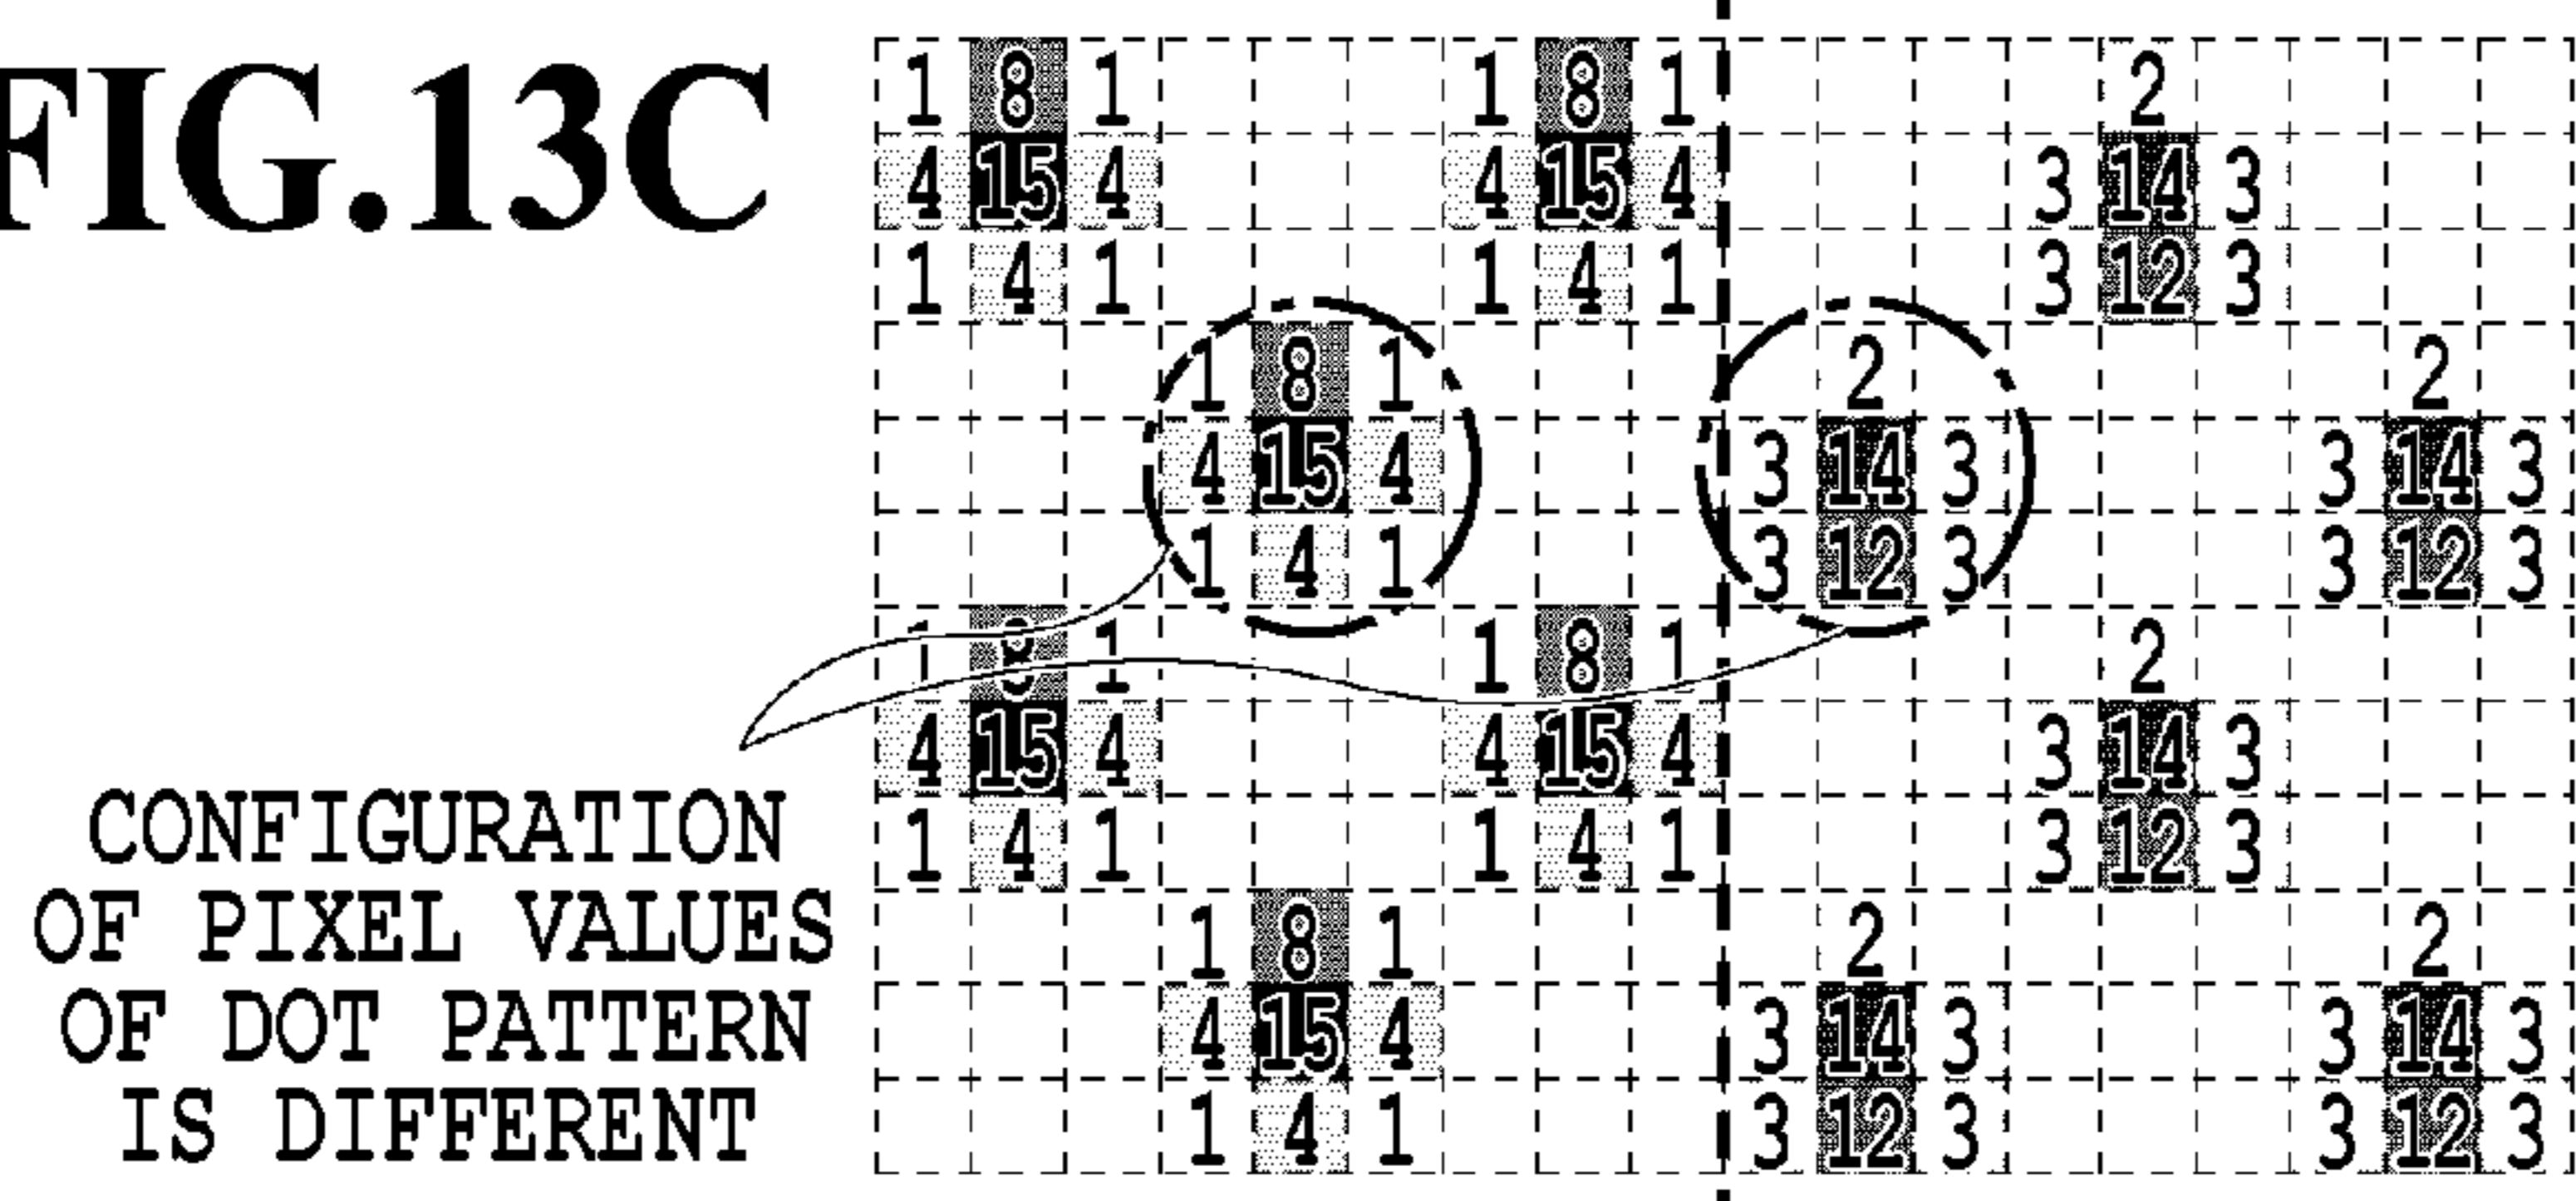 FIG.13C
1 8 1 1 8 1 2
4 15 4 4 15 4 3 14 3
1 4 1 1 4 1 3 12 3
1 8 1 2 2
4 15 4 3 14 3 3 14 3
1 4 1 3 12 3 3 12 3
1 8 1 1 8 1 2
4 15 4 4 15 4 3 14 3
1 4 1 1 4 1 3 12 3
1 8 1 2 2
4 15 4 3 14 3 3 14 3
1 4 1 3 12 3 3 12 3
CONFIGURATION
OF PIXEL VALUES
OF DOT PATTERN
IS DIFFERENT